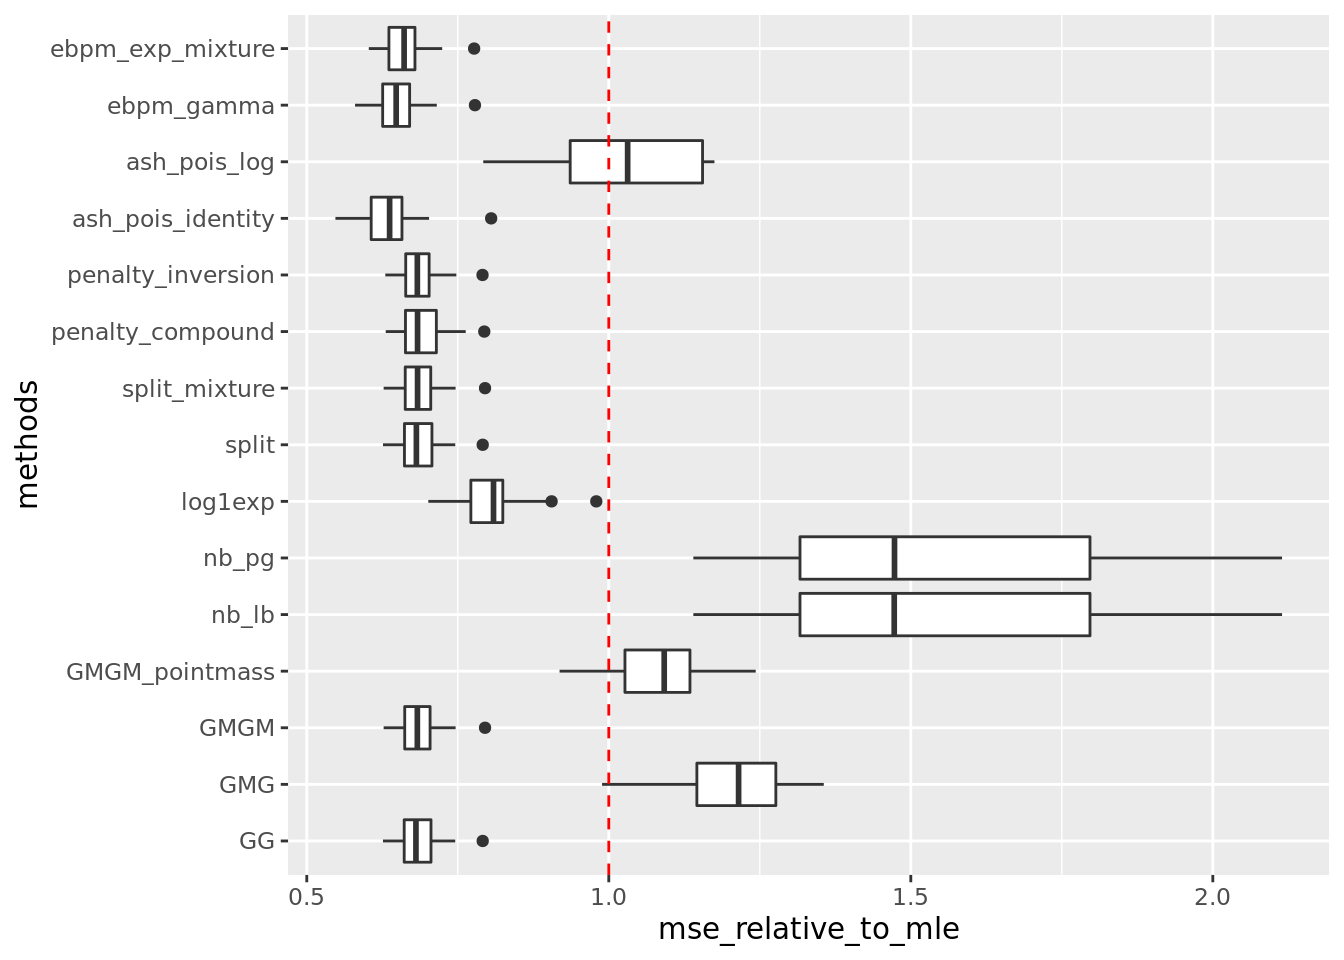 ebpm_exp_mixture
ebpm_gamma
ash_pois_log
ash_pois_identity
penalty_inversion
penalty_compound
split_mixture
split
log1exp
nb_pg
nb_lb
GMGM_pointmass
GMGM
GMG
GG
methods
0.5 1.0 1.5 2.0
mse_relative_to_mle